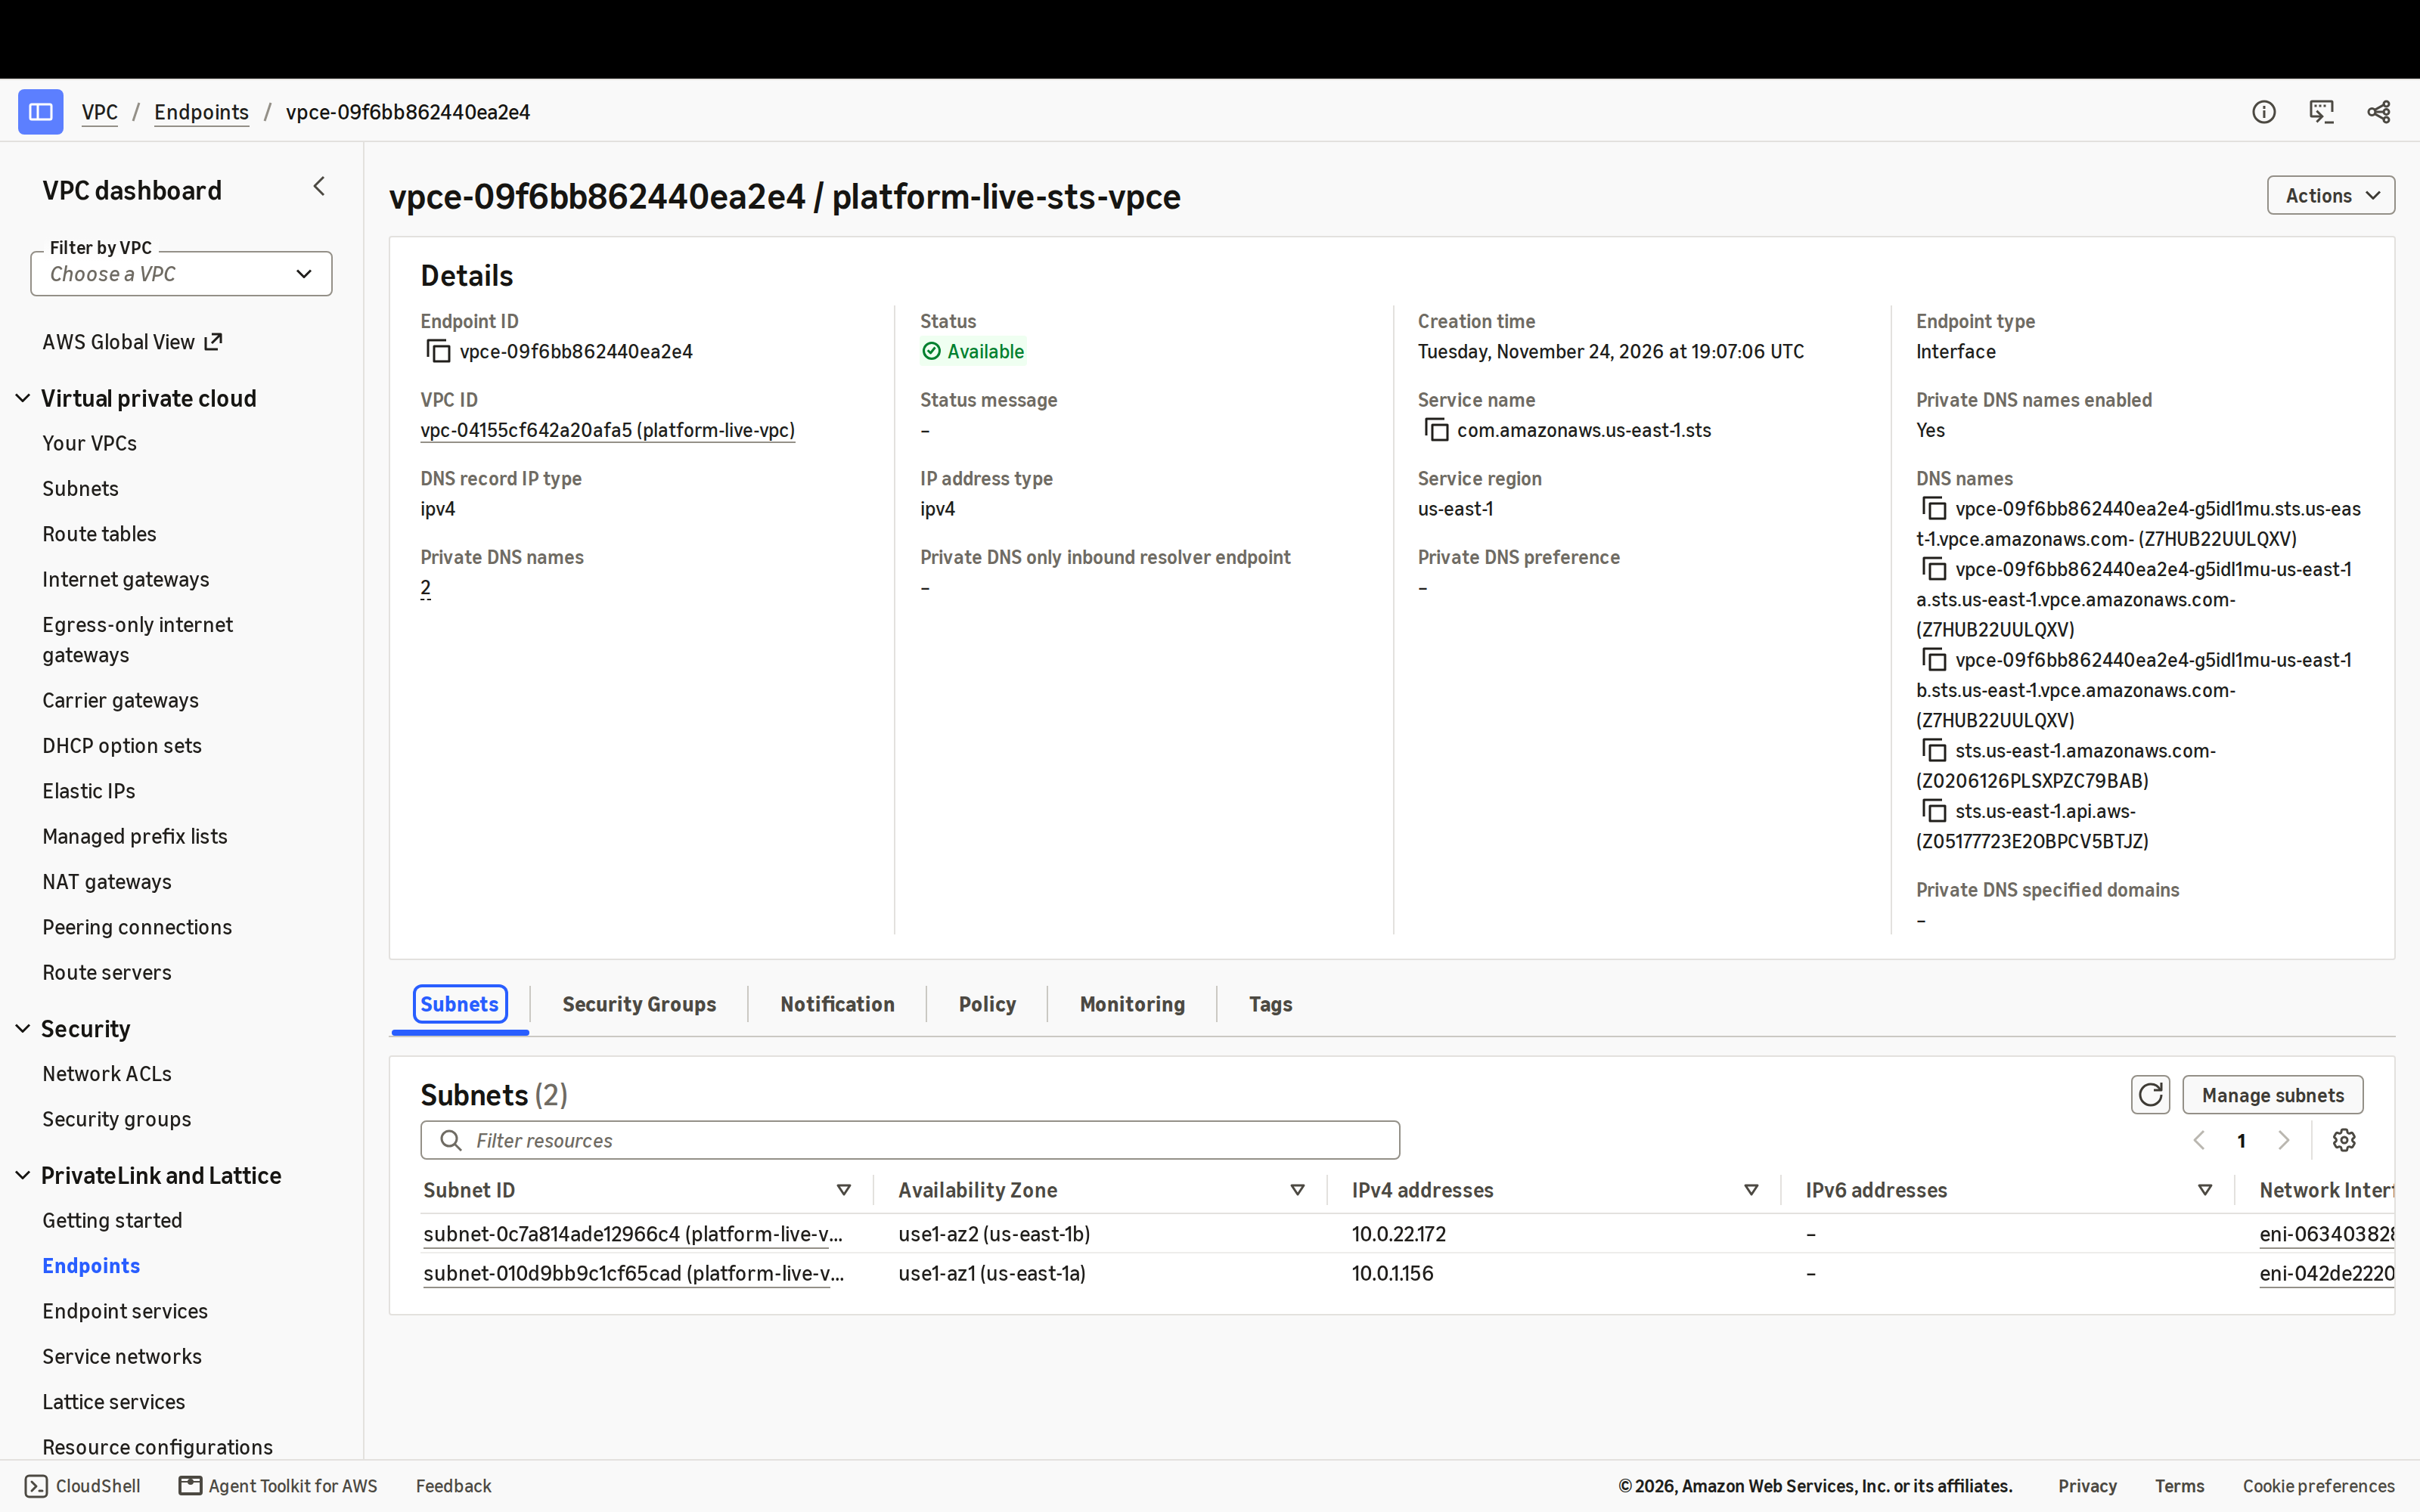 VPC / Endpoints / vpce-09f6bb862440ea2e4
VPC dashboard
Filter by VPC
Choose a VPC
AWS Global View
Virtual private cloud
Your VPCs
Subnets
Route tables
Internet gateways
Egress-only internet
gateways
Carrier gateways
DHCP option sets
Elastic IPs
Managed prefix lists
NAT gateways
Peering connections
Route servers
Security
Network ACLs
Security groups
PrivateLink and Lattice
Getting started
Endpoints
Endpoint services
Service networks
Lattice services
Resource configurations
vpce-09f6bb862440ea2e4 / platform-live-sts-vpce
Actions
Details
Endpoint ID
vpce-09f6bb862440ea2e4
VPC ID
vpc-04155cf642a20afa5 (platform-live-vpc)
DNS record IP type
ipv4
Private DNS names
2
Status
Available
Status message
–
IP address type
ipv4
Private DNS only inbound resolver endpoint
–
Creation time
Tuesday, November 24, 2026 at 19:07:06 UTC
Service name
com.amazonaws.us-east-1.sts
Service region
us-east-1
Private DNS preference
–
Endpoint type
Interface
Private DNS names enabled
Yes
DNS names
vpce-09f6bb862440ea2e4-g5idl1mu.sts.us-eas
t-1.vpce.amazonaws.com- (Z7HUB22UULQXV)
vpce-09f6bb862440ea2e4-g5idl1mu-us-east-1
a.sts.us-east-1.vpce.amazonaws.com-
(Z7HUB22UULQXV)
vpce-09f6bb862440ea2e4-g5idl1mu-us-east-1
b.sts.us-east-1.vpce.amazonaws.com-
(Z7HUB22UULQXV)
sts.us-east-1.amazonaws.com-
(Z0206126PLSXPZC79BAB)
sts.us-east-1.api.aws-
(Z05177723E2OBPCV5BTJZ)
Private DNS specified domains
–
Subnets Security Groups Notification Policy Monitoring Tags
Subnets (2)
Manage subnets
Filter resources
1
Subnet ID Availability Zone IPv4 addresses IPv6 addresses Network Interf
subnet-0c7a814ade12966c4 (platform-live-v... use1-az2 (us-east-1b) 10.0.22.172 – eni-06340382
subnet-010d9bb9c1cf65cad (platform-live-v... use1-az1 (us-east-1a) 10.0.1.156 – eni-042de2220
CloudShell Agent Toolkit for AWS Feedback © 2026, Amazon Web Services, Inc. or its affiliates. Privacy Terms Cookie preferences